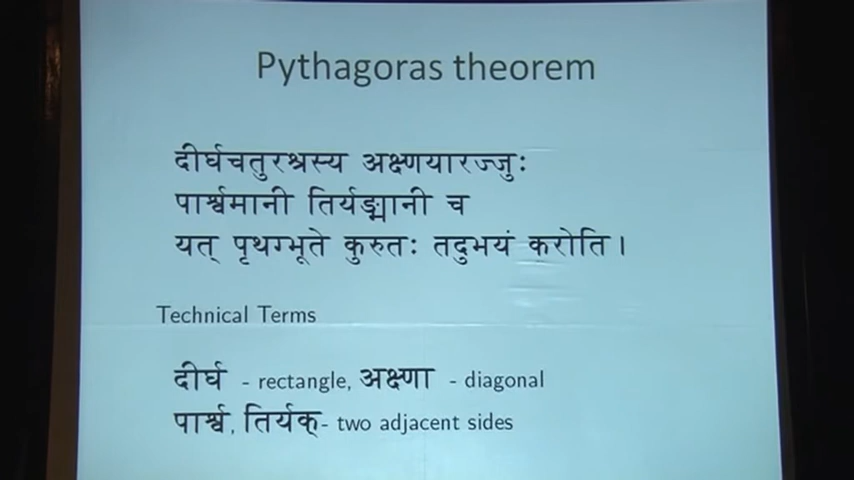 Pythagoras theorem
दीर्घचतुरश्रस्य अक्ष्णयारज्जुः
पार्श्वमानी तिर्यङ्मानी च
यत् पृथग्भूते कुरुतः तदुभयं करोति ।
Technical Terms
दीर्घ - rectangle, अक्ष्णा - diagonal
पार्श्व, तिर्यक्- two adjacent sides